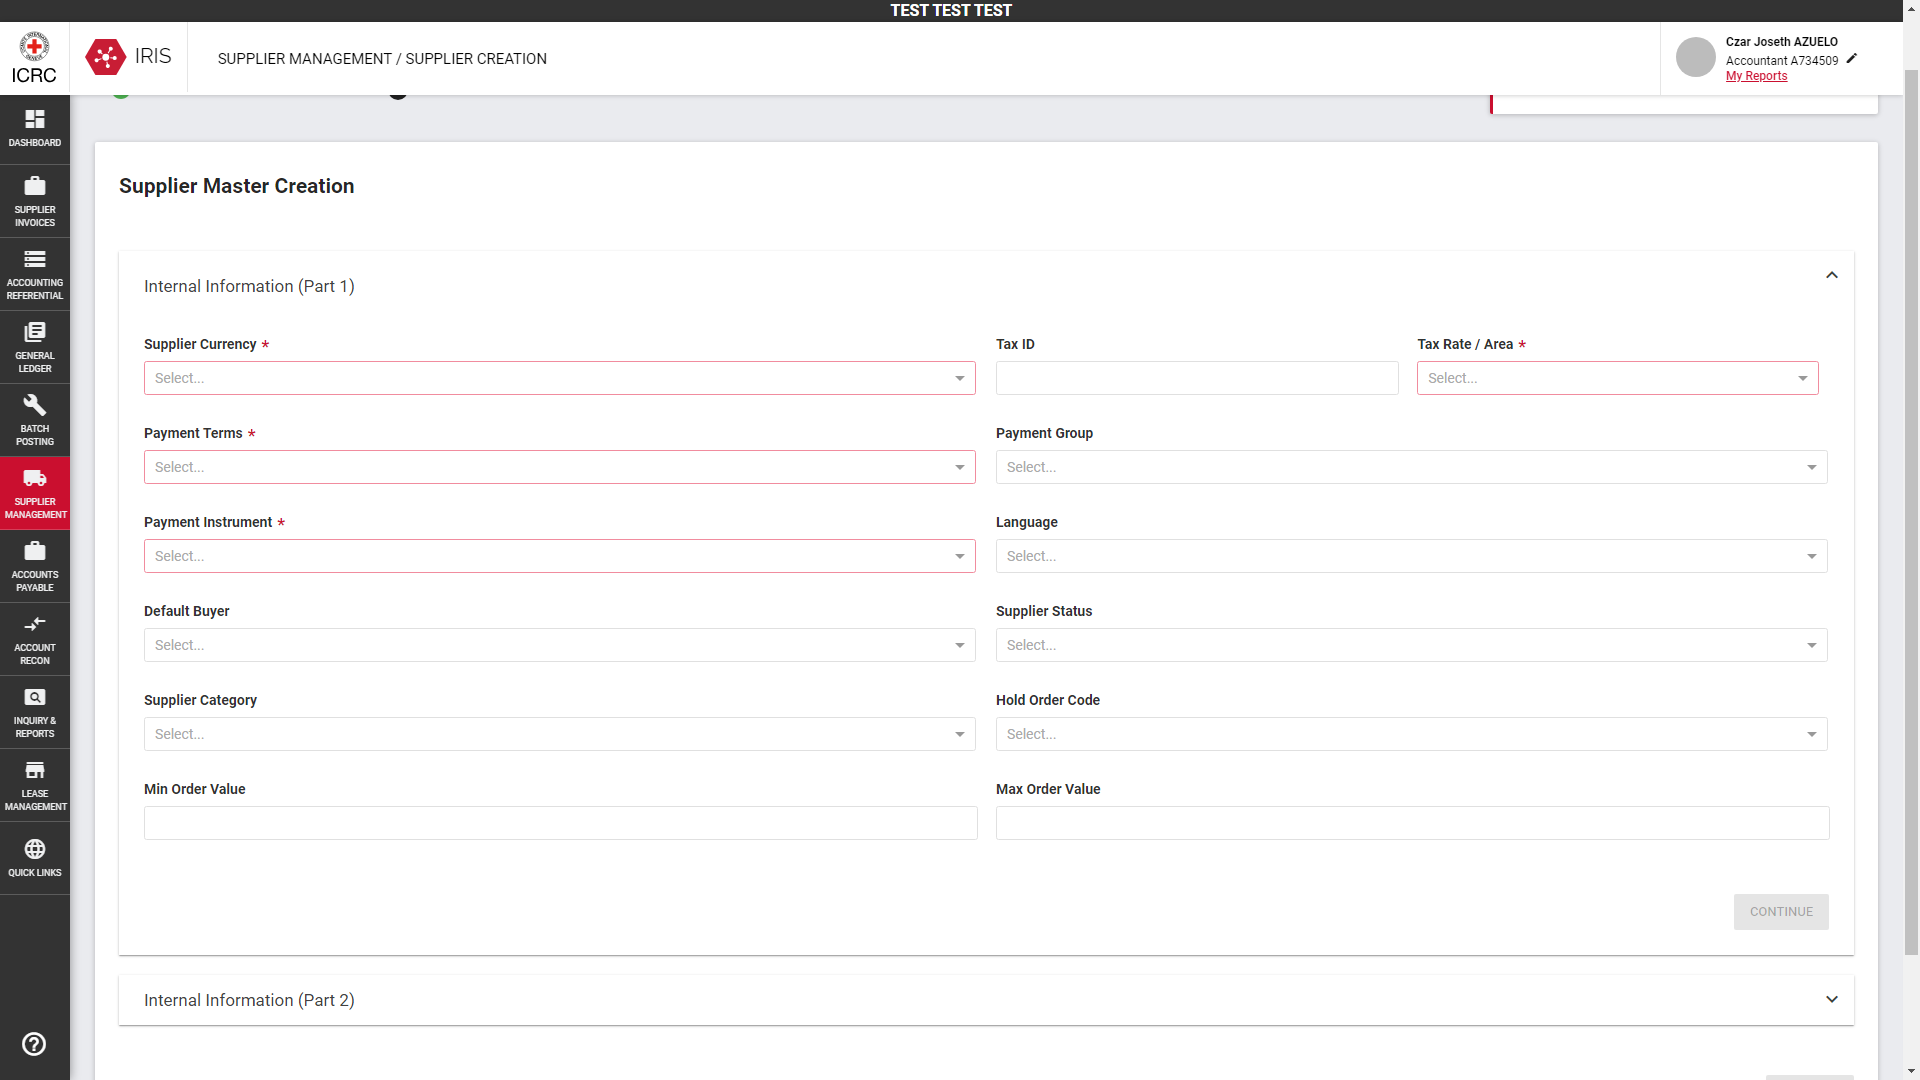 TEST TEST TEST
ICRC
IRIS
SUPPLIER MANAGEMENT / SUPPLIER CREATION
Czar Joseth AZUELO
Accountant A734509
My Reports
DASHBOARD
SUPPLIER
INVOICES
ACCOUNTING
REFERENTIAL
GENERAL
LEDGER
BATCH
POSTING
SUPPLIER
MANAGEMENT
ACCOUNTS
PAYABLE
ACCOUNT
RECON
INQUIRY &
REPORTS
LEASE
MANAGEMENT
QUICK LINKS
Supplier Master Creation
Internal Information (Part 1)
Supplier Currency *
Select...
Tax ID
Tax Rate / Area *
Select...
Payment Terms *
Select...
Payment Group
Select...
Payment Instrument *
Select...
Language
Select...
Default Buyer
Select...
Supplier Status
Select...
Supplier Category
Select...
Hold Order Code
Select...
Min Order Value
Max Order Value
CONTINUE
Internal Information (Part 2)